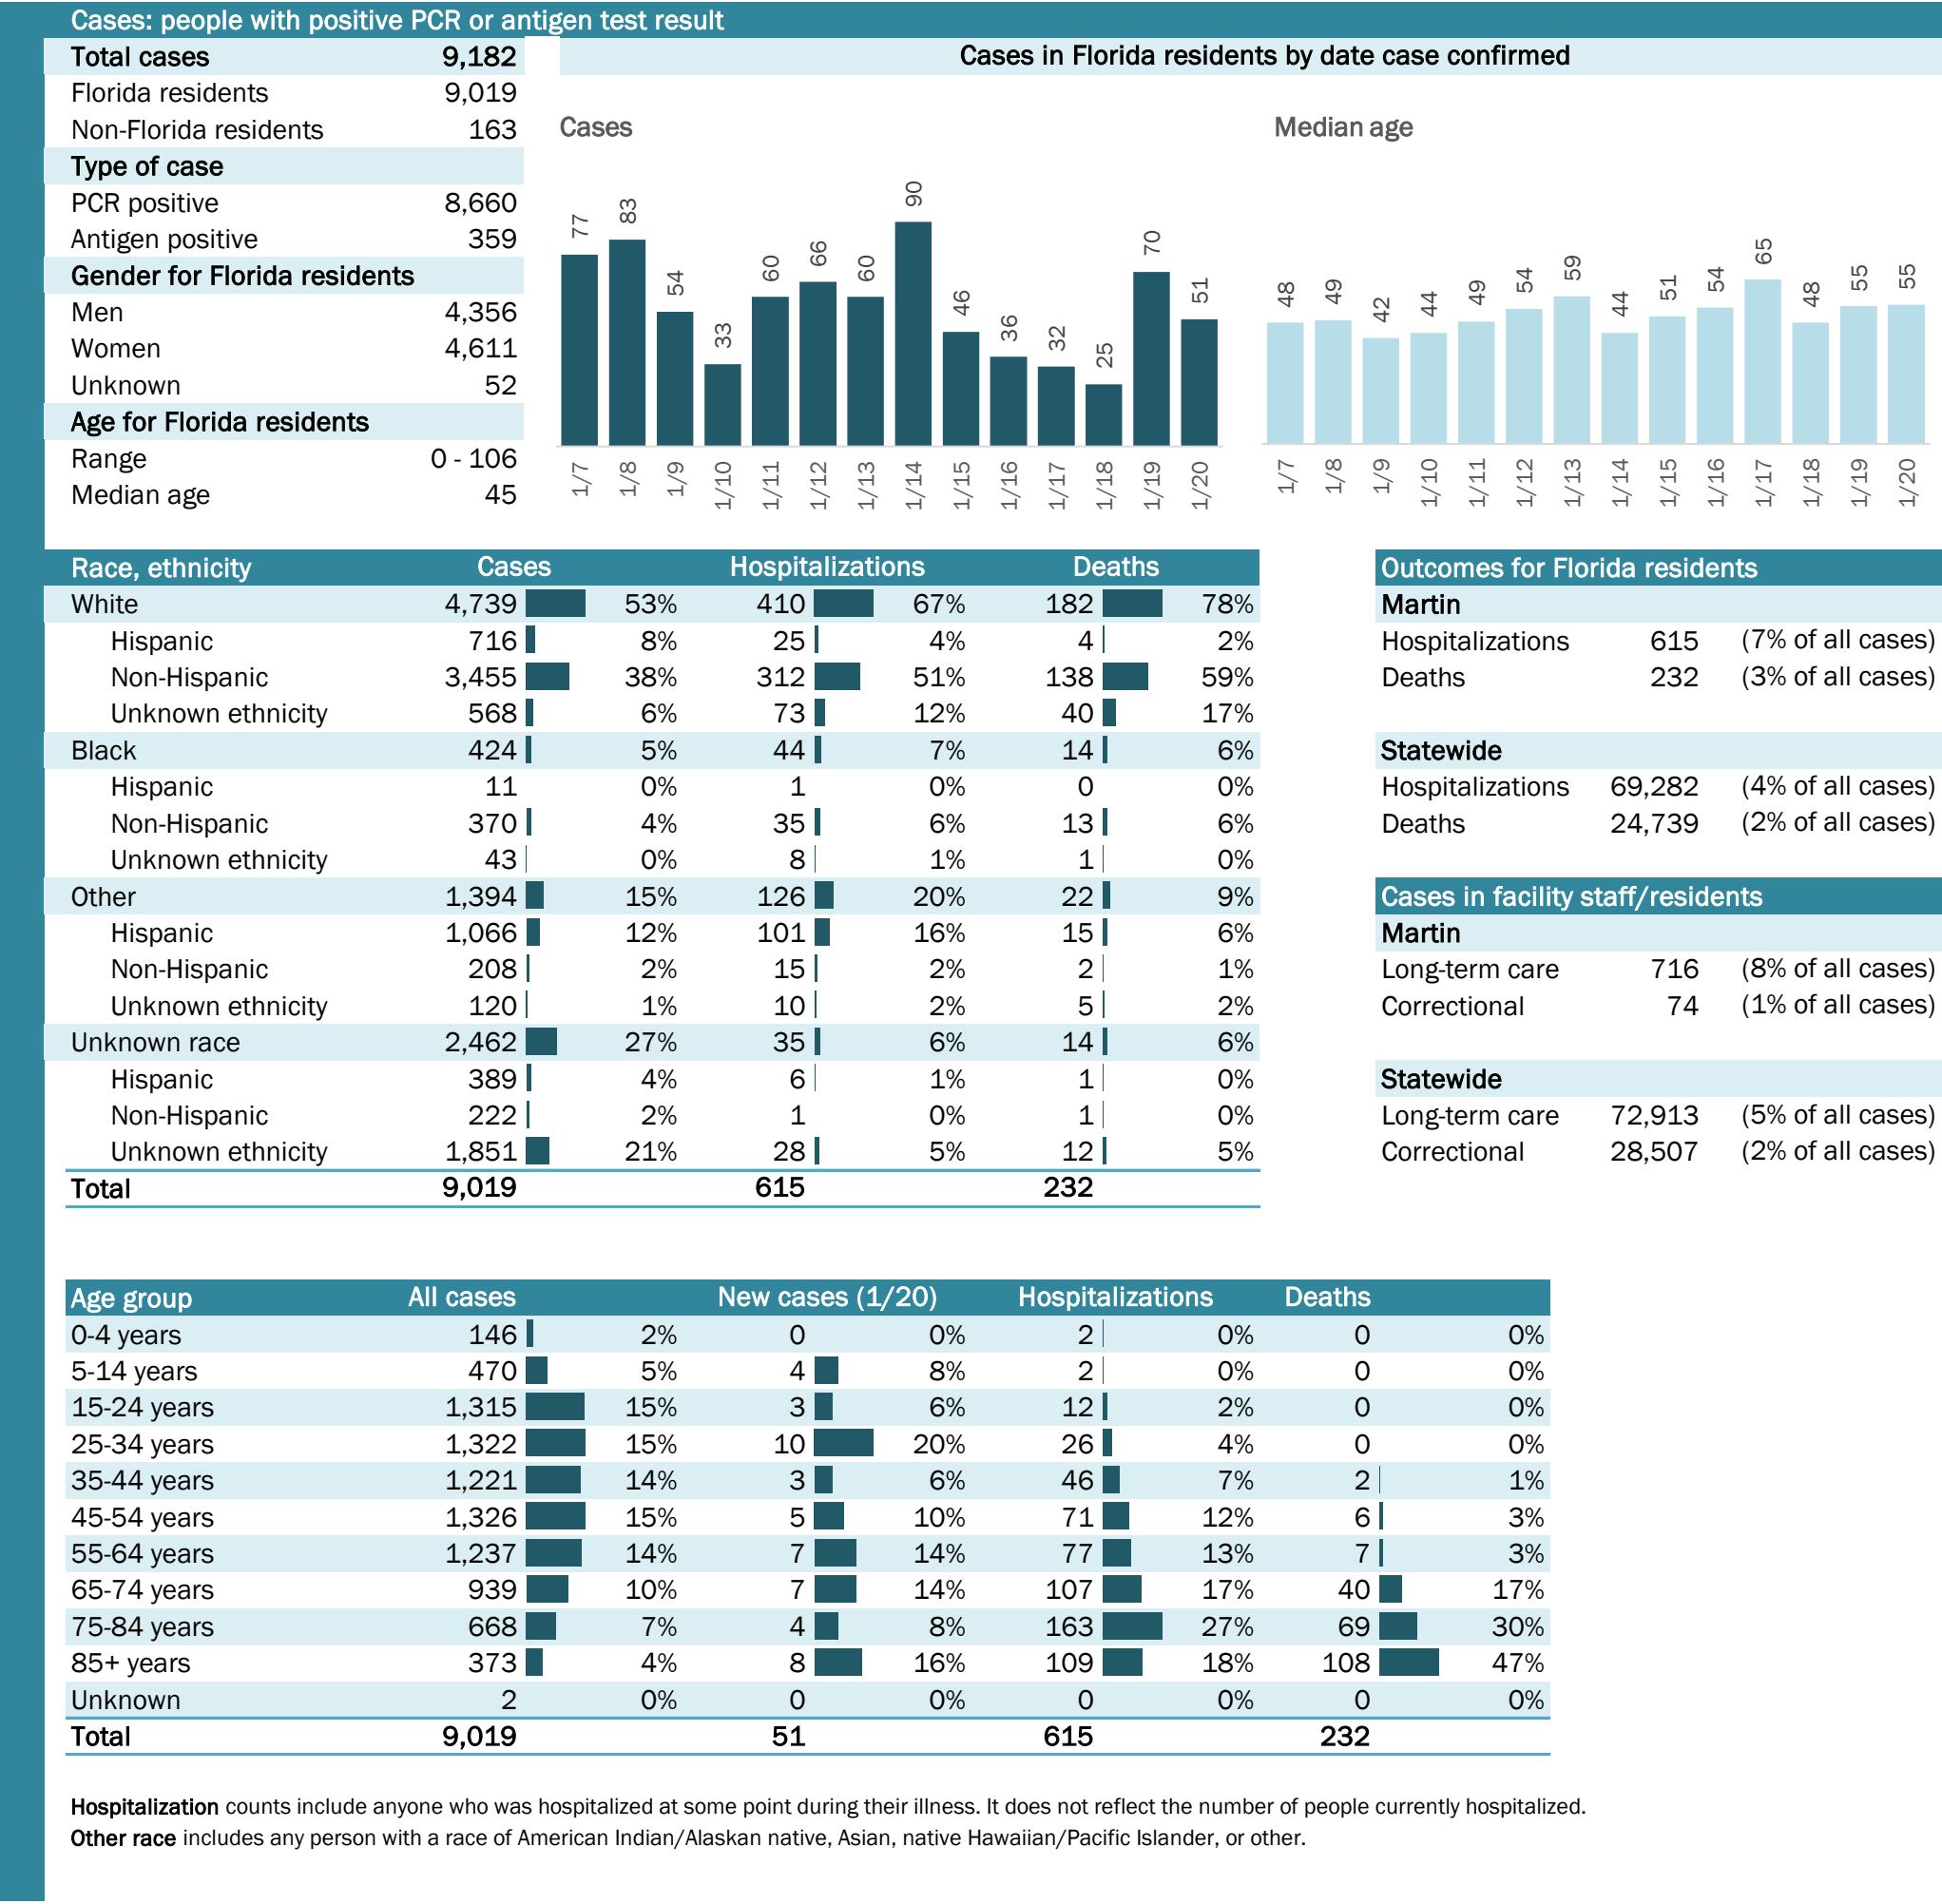 Cases: people with positive PCR or antigen test result
Total cases 9,182
Florida residents 9,019
Non-Florida residents 163
Type of case
PCR positive 8,660
Antigen positive 359
Gender for Florida residents
Men 4,356
Women 4,611
Unknown 52
Age for Florida residents
Range 0 - 106
Median age 45
Cases in Florida residents by date case confirmed
Cases
77 83 54 33 60 66 60 90 46 36 32 25 70 51
1/7 1/8 1/9 1/10 1/11 1/12 1/13 1/14 1/15 1/16 1/17 1/18 1/19 1/20
Median age
48 49 42 44 49 54 59 44 51 54 65 48 55 55
1/7 1/8 1/9 1/10 1/11 1/12 1/13 1/14 1/15 1/16 1/17 1/18 1/19 1/20
Race, ethnicity Cases Hospitalizations Deaths
White 4,739 53% 410 67% 182 78%
Hispanic 716 8% 25 4% 4 2%
Non-Hispanic 3,455 38% 312 51% 138 59%
Unknown ethnicity 568 6% 73 12% 40 17%
Black 424 5% 44 7% 14 6%
Hispanic 11 0% 1 0% 0 0%
Non-Hispanic 370 4% 35 6% 13 6%
Unknown ethnicity 43 0% 8 1% 1 0%
Other 1,394 15% 126 20% 22 9%
Hispanic 1,066 12% 101 16% 15 6%
Non-Hispanic 208 2% 15 2% 2 1%
Unknown ethnicity 120 1% 10 2% 5 2%
Unknown race 2,462 27% 35 6% 14 6%
Hispanic 389 4% 6 1% 1 0%
Non-Hispanic 222 2% 1 0% 1 0%
Unknown ethnicity 1,851 21% 28 5% 12 5%
Total 9,019 615 232
Outcomes for Florida residents
Martin
Hospitalizations 615 (7% of all cases)
Deaths 232 (3% of all cases)
Statewide
Hospitalizations 69,282 (4% of all cases)
Deaths 24,739 (2% of all cases)
Cases in facility staff/residents
Martin
Long-term care 716 (8% of all cases)
Correctional 74 (1% of all cases)
Statewide
Long-term care 72,913 (5% of all cases)
Correctional 28,507 (2% of all cases)
Age group All cases New cases (1/20) Hospitalizations Deaths
0-4 years 146 2% 0 0% 2 0% 0 0%
5-14 years 470 5% 4 8% 2 0% 0 0%
15-24 years 1,315 15% 3 6% 12 2% 0 0%
25-34 years 1,322 15% 10 20% 26 4% 0 0%
35-44 years 1,221 14% 3 6% 46 7% 2 1%
45-54 years 1,326 15% 5 10% 71 12% 6 3%
55-64 years 1,237 14% 7 14% 77 13% 7 3%
65-74 years 939 10% 7 14% 107 17% 40 17%
75-84 years 668 7% 4 8% 163 27% 69 30%
85+ years 373 4% 8 16% 109 18% 108 47%
Unknown 2 0% 0 0% 0 0% 0 0%
Total 9,019 51 615 232
Hospitalization counts include anyone who was hospitalized at some point during their illness. It does not reflect the number of people currently hospitalized.
Other race includes any person with a race of American Indian/Alaskan native, Asian, native Hawaiian/Pacific Islander, or other.